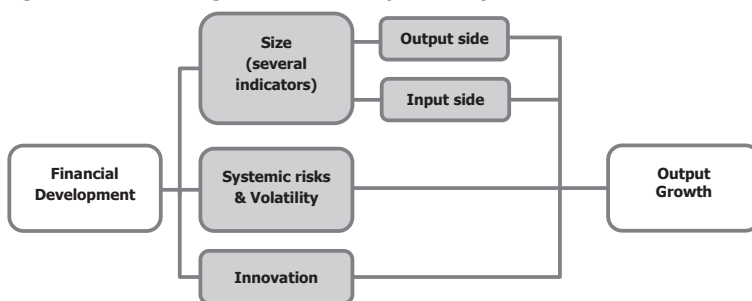 Size
(several
indicators)
Output side
Input side
Financial
Development
Systemic risks
& Volatility
Output
Growth
Innovation